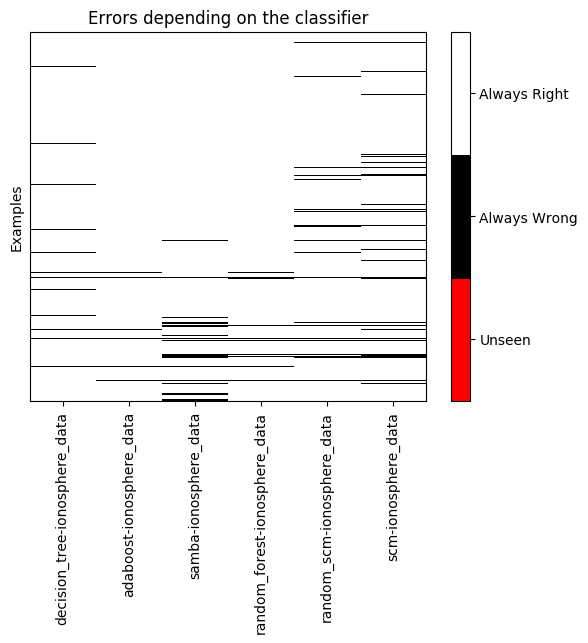 Errors depending on the classifier
Examples
Always Right
Always Wrong
Unseen
decision_tree-ionosphere_data
adaboost-ionosphere_data
samba-ionosphere_data
random_forest-ionosphere_data
random_scm-ionosphere_data
scm-ionosphere_data